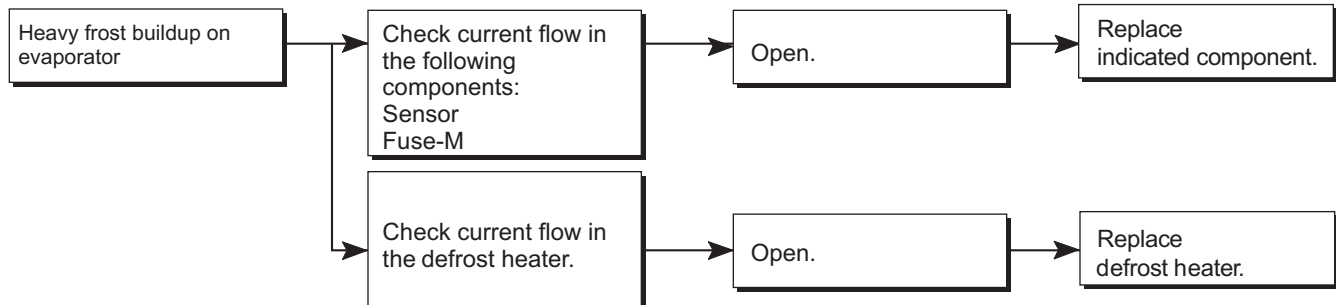 Heavy frost buildup on
evaporator
Check current flow in
the following
components:
Sensor
Fuse-M
Open.
Replace
indicated component.
Check current flow in
the defrost heater.
Open.
Replace
defrost heater.